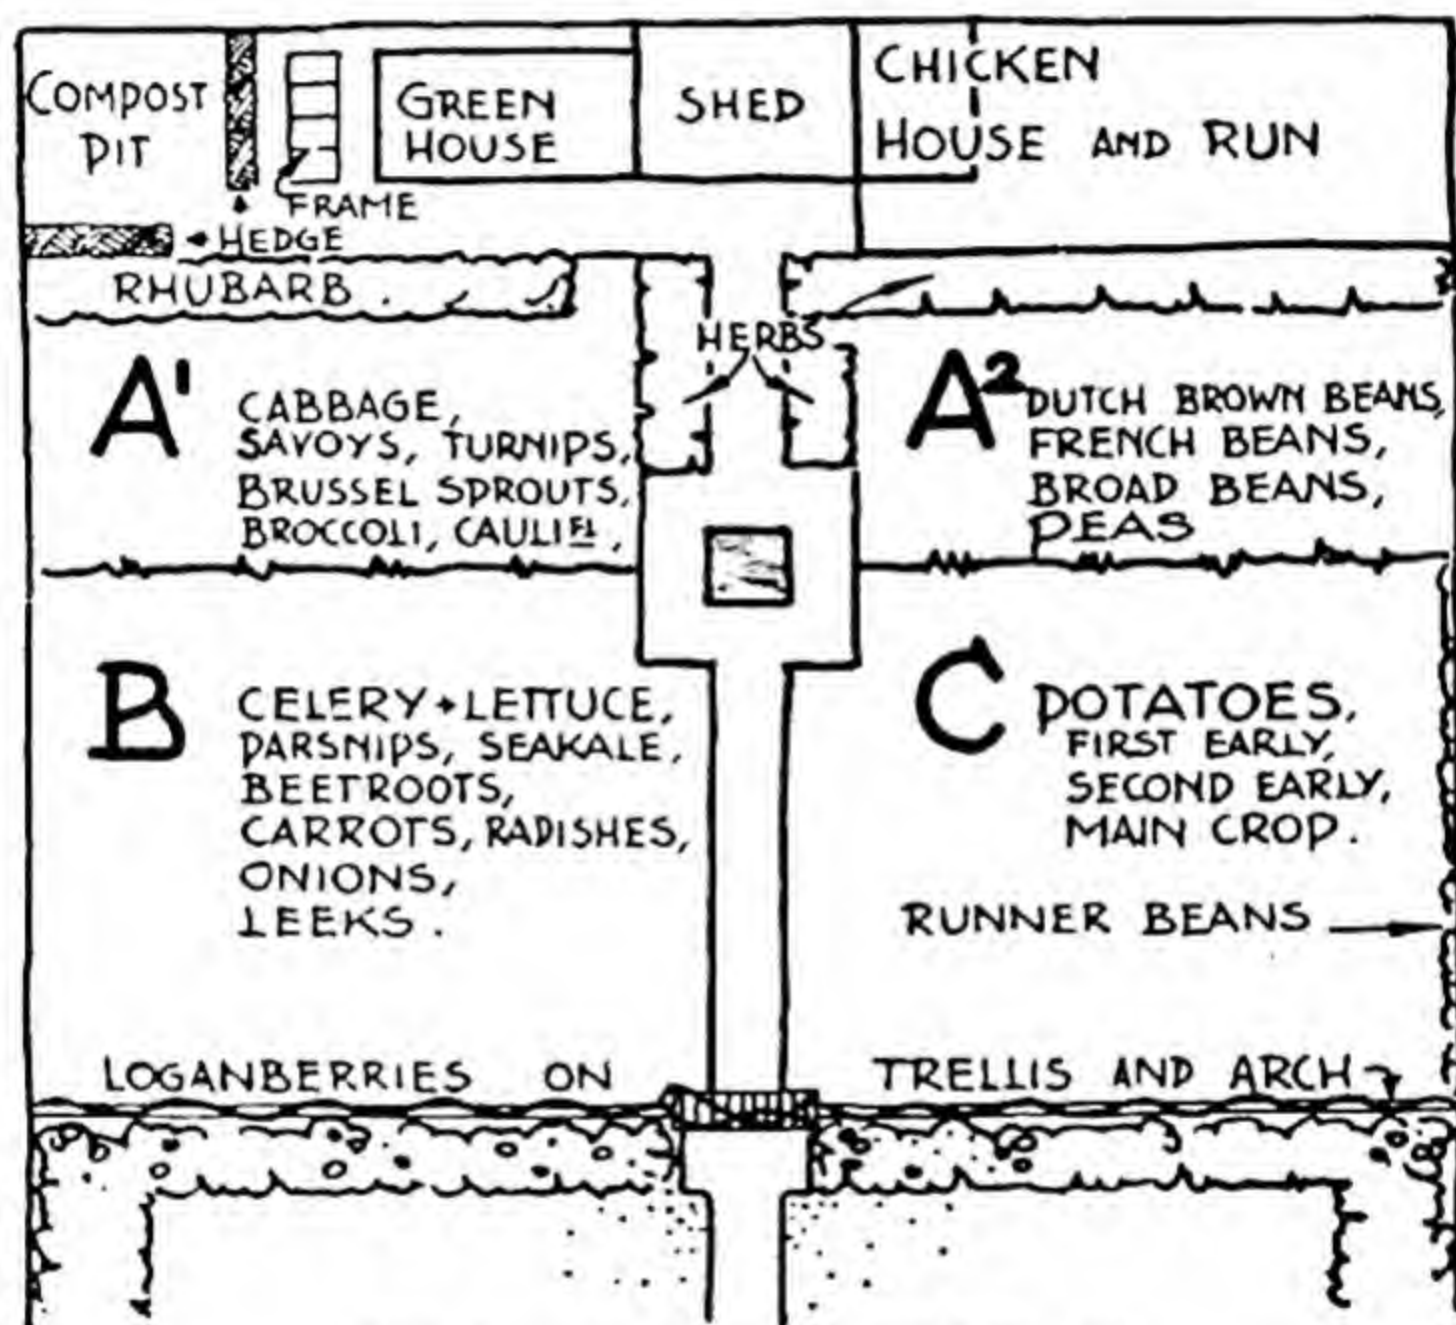 COMPOST
PIT
GREEN
HOUSE
SHED
CHICKEN
HOUSE AND RUN
FRAME
HEDGE
RHUBARB.
HERBS
A1
CABBAGE,
SAVOYS, TURNIPS,
BRUSSEL SPROUTS,
BROCCOLI, CAULIFL,
A2
DUTCH BROWN BEANS,
FRENCH BEANS,
BROAD BEANS,
PEAS
B
CELERY + LETTUCE,
PARSNIPS, SEAKALE,
BEETROOTS,
CARROTS, RADISHES,
ONIONS,
LEEKS.
C
POTATOES,
FIRST EARLY,
SECOND EARLY,
MAIN CROP.
RUNNER BEANS
LOGANBERRIES ON TRELLIS AND ARCH